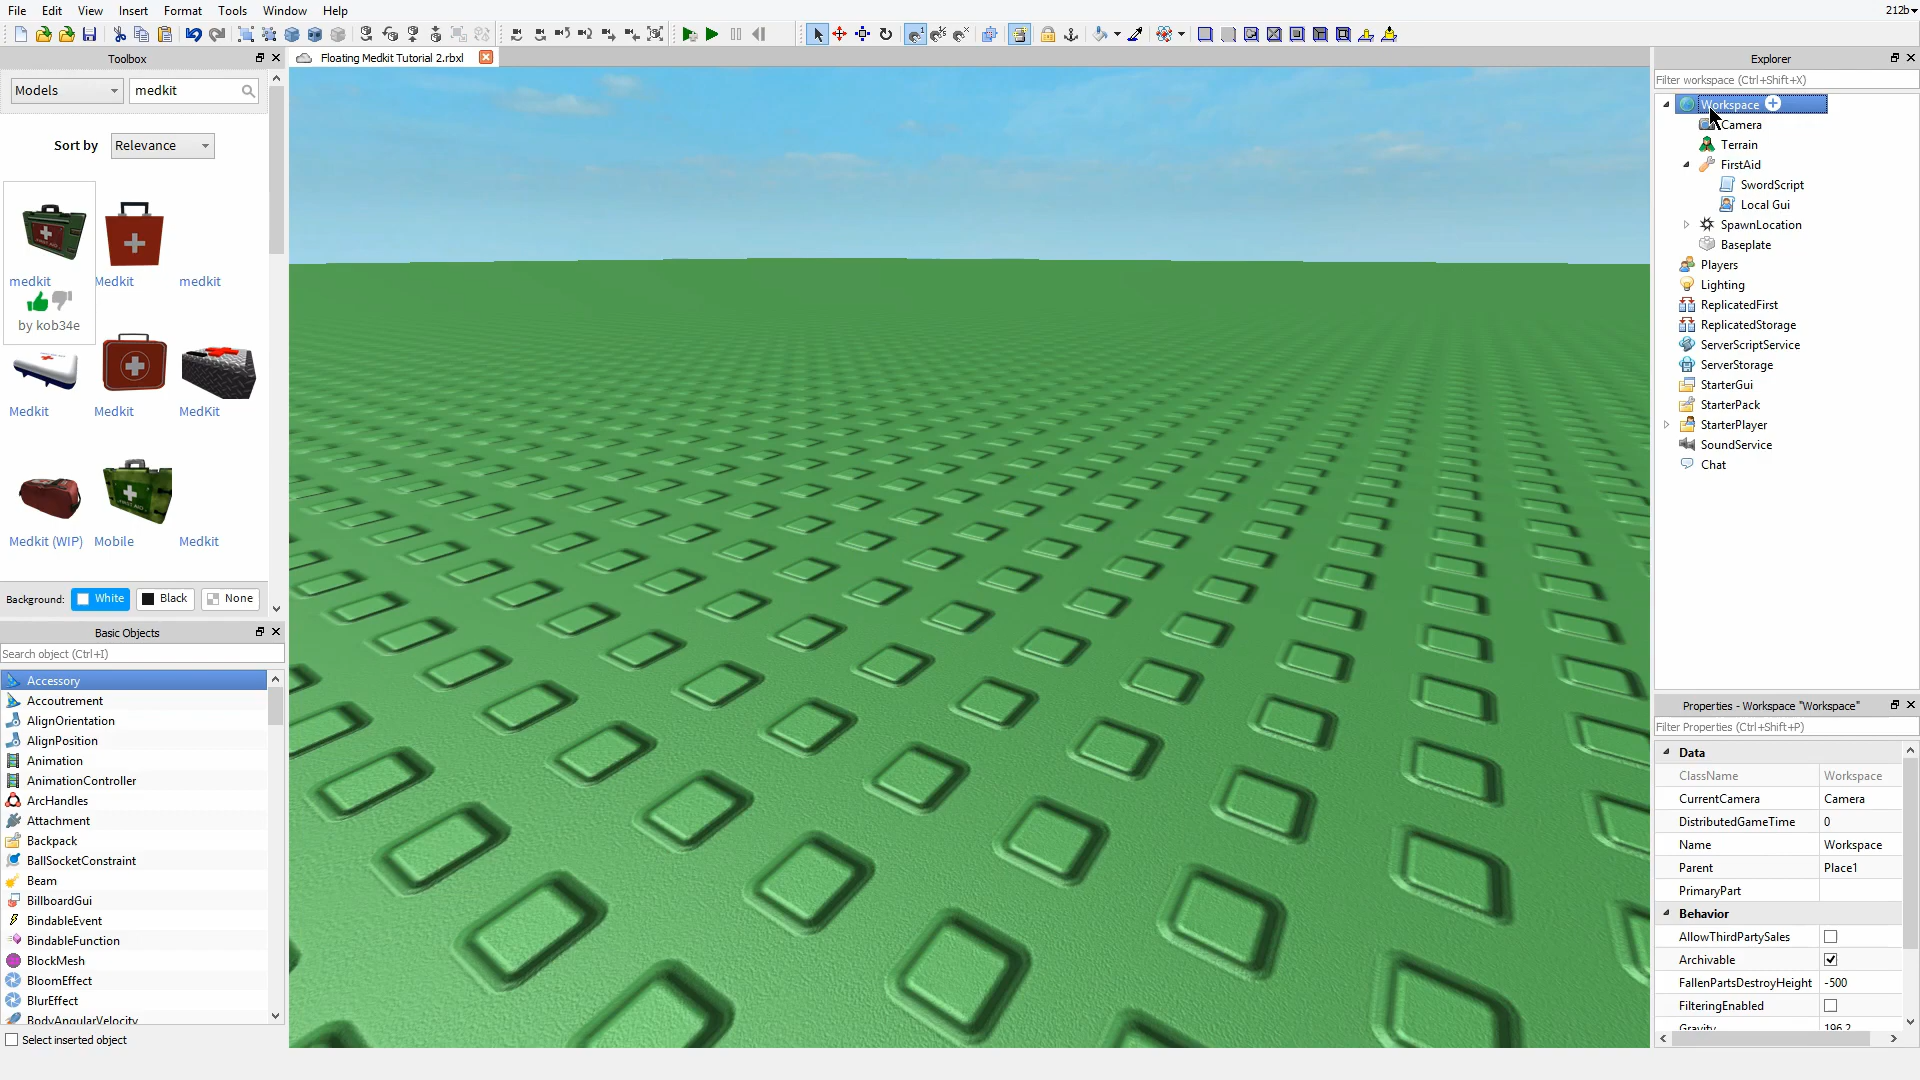 File Edit View Insert Format Tools Window Help
212b
Toolbox
Floating Medkit Tutorial 2.rbxl
Explorer
Models
medkit
Filter workspace (Ctrl+Shift+X)
Sort by
Relevance
medkit
Medkit
medkit
by kob34e
Medkit
Medkit
MedKit
Medkit (WIP)
Mobile
Medkit
Background:
White
Black
None
Basic Objects
Search object (Ctrl+I)
Accessory
Accoutrement
AlignOrientation
AlignPosition
Animation
AnimationController
ArcHandles
Attachment
Backpack
BallSocketConstraint
Beam
BillboardGui
BindableEvent
BindableFunction
BlockMesh
BloomEffect
BlurEffect
BodyAngularVelocity
Select inserted object
Workspace
Camera
Terrain
FirstAid
SwordScript
Local Gui
SpawnLocation
Baseplate
Players
Lighting
ReplicatedFirst
ReplicatedStorage
ServerScriptService
ServerStorage
StarterGui
StarterPack
StarterPlayer
SoundService
Chat
Properties - Workspace "Workspace"
Filter Properties (Ctrl+Shift+P)
Data
ClassName Workspace
CurrentCamera Camera
DistributedGameTime 0
Name Workspace
Parent Place1
PrimaryPart
Behavior
AllowThirdPartySales
Archivable
FallenPartsDestroyHeight -500
FilteringEnabled
Gravity 196.2